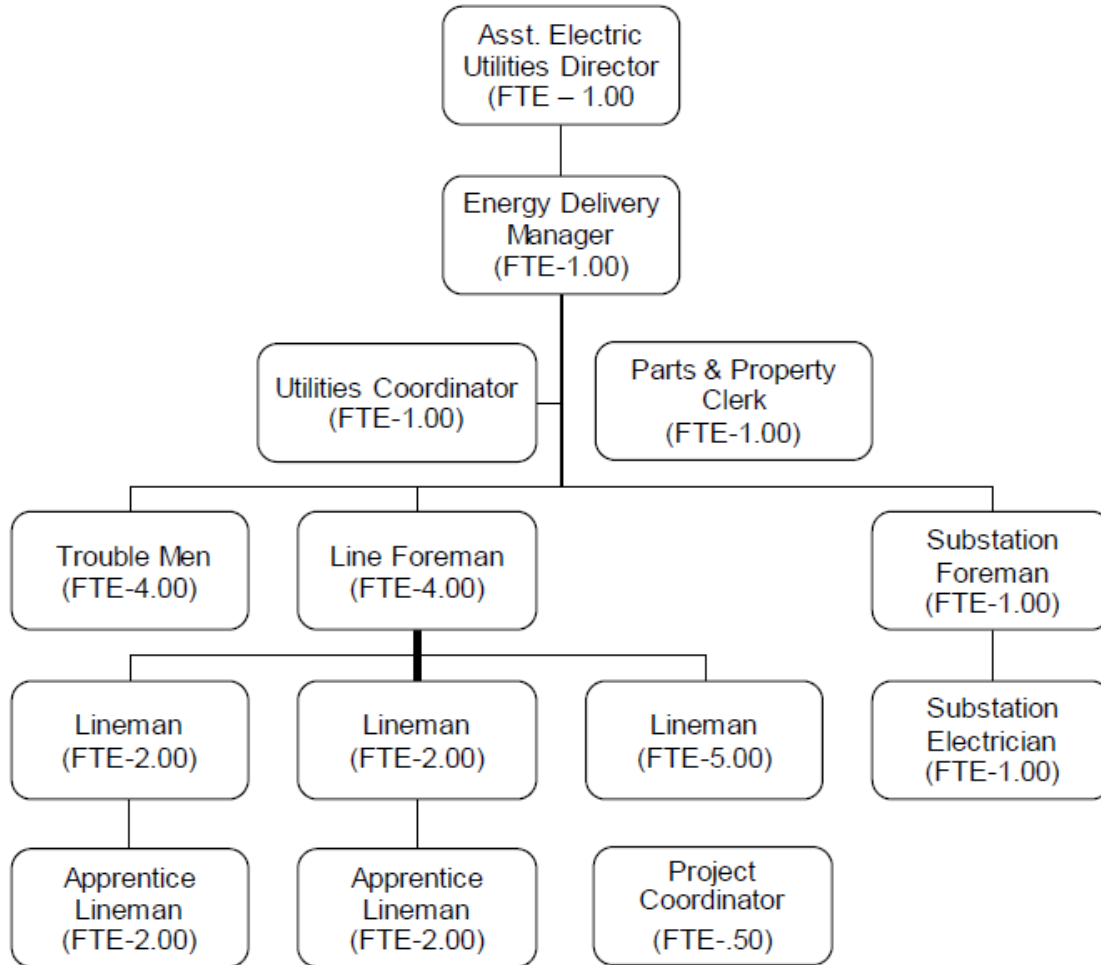 Asst. Electric
Utilities Director
(FTE – 1.00
Energy Delivery
Manager
(FTE-1.00)
Utilities Coordinator
(FTE-1.00)
Parts & Property
Clerk
(FTE-1.00)
Trouble Men
(FTE-4.00)
Line Foreman
(FTE-4.00)
Substation
Foreman
(FTE-1.00)
Lineman
(FTE-2.00)
Lineman
(FTE-2.00)
Lineman
(FTE-5.00)
Substation
Electrician
(FTE-1.00)
Apprentice
Lineman
(FTE-2.00)
Apprentice
Lineman
(FTE-2.00)
Project
Coordinator
(FTE-.50)